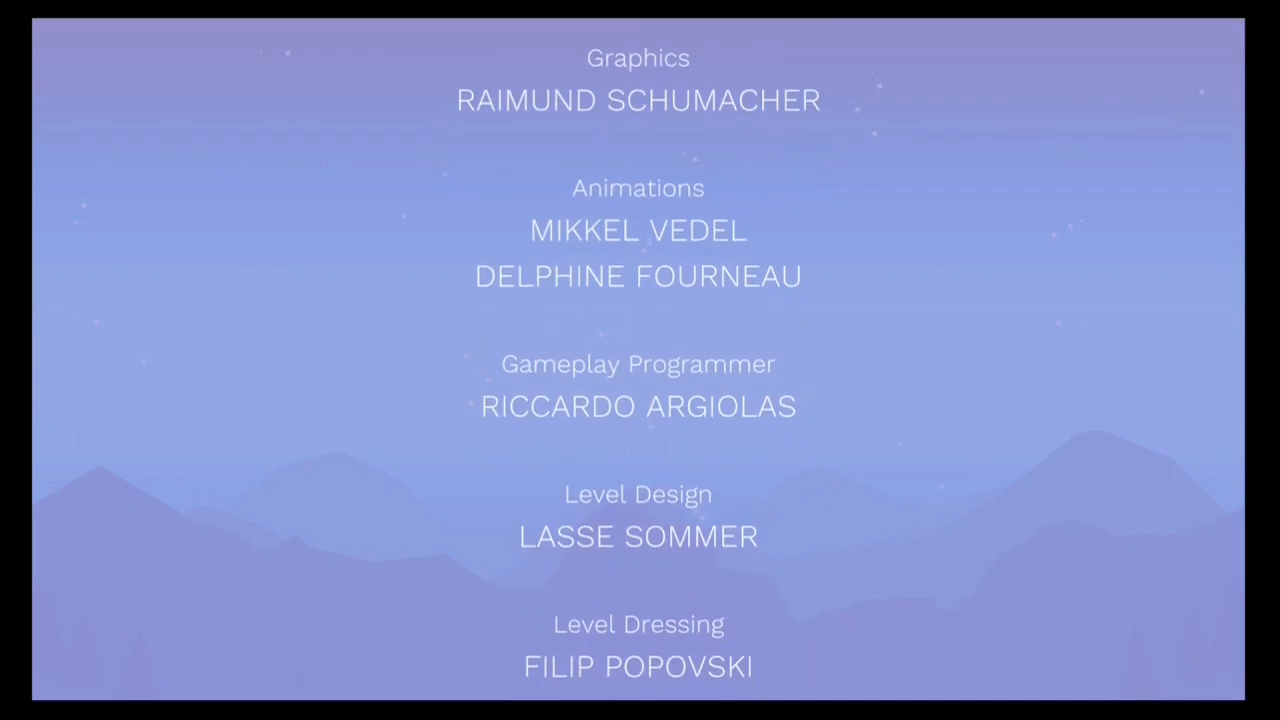 Graphics
RAIMUND SCHUMACHER
Animations
MIKKEL VEDEL
DELPHINE FOURNEAU
Gameplay Programmer
RICCARDO ARGIOLAS
Level Design
LASSE SOMMER
Level Dressing
FILIP POPOVSKI